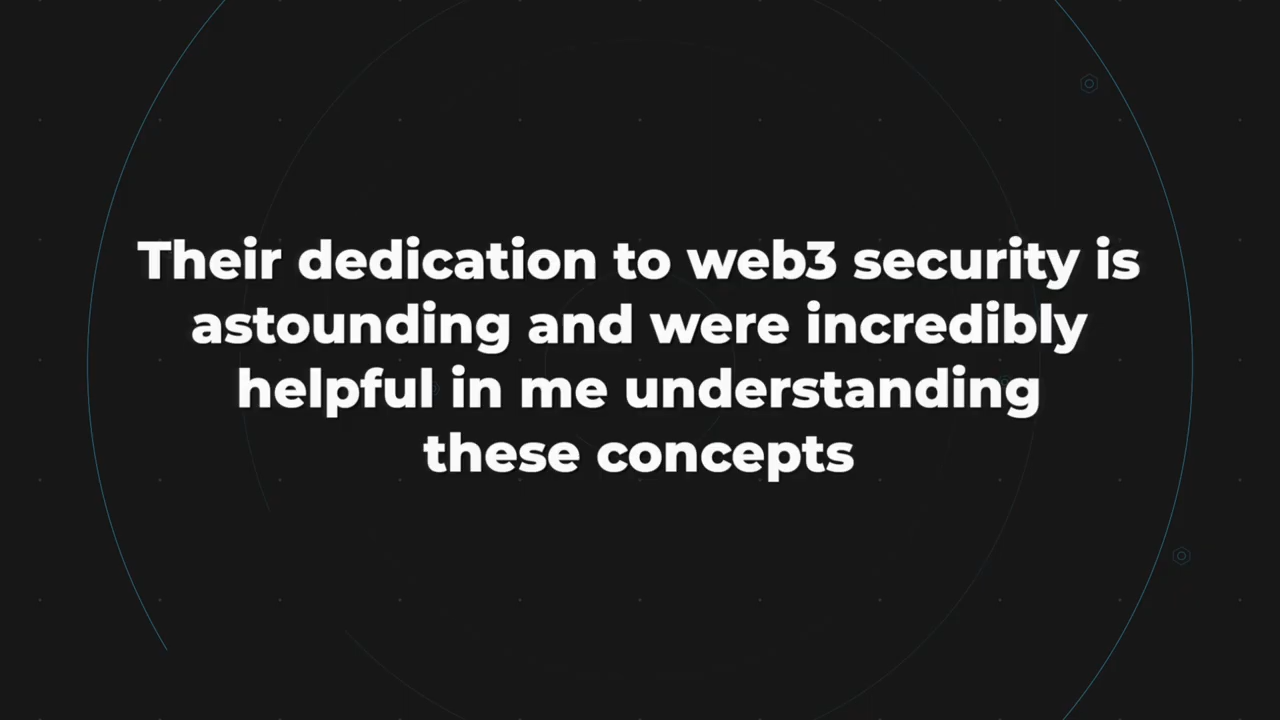 Their dedication to web3 security is
astounding and were incredibly
helpful in me understanding
these concepts